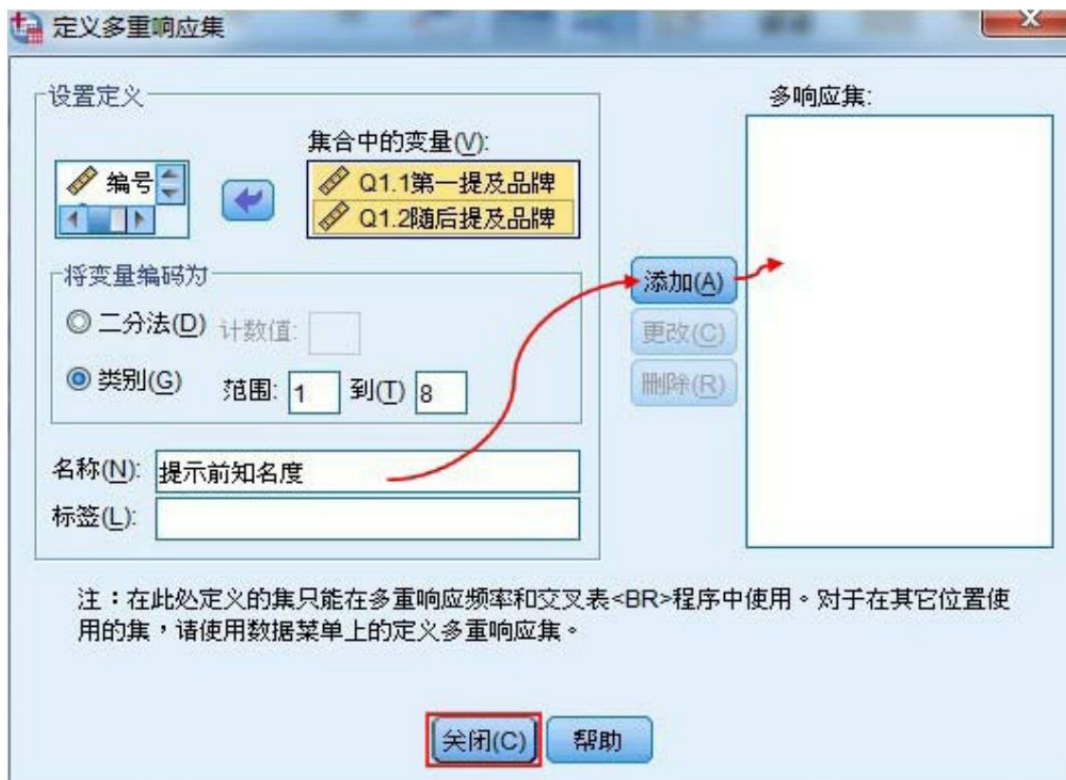 定义多重响应集
设置定义
多响应集:
集合中的变量(V):
编号
Q1.1第一提及品牌
Q1.2随后提及品牌
将变量编码为
二分法(D) 计数值:
类别(G) 范围: 1 到(T) 8
添加(A)
更改(C)
删除(R)
名称(N): 提示前知名度
标签(L):
注：在此处定义的集只能在多重响应频率和交叉表<BR>程序中使用。对于在其它位置使
用的集，请使用数据菜单上的定义多重响应集。
关闭(C) 帮助